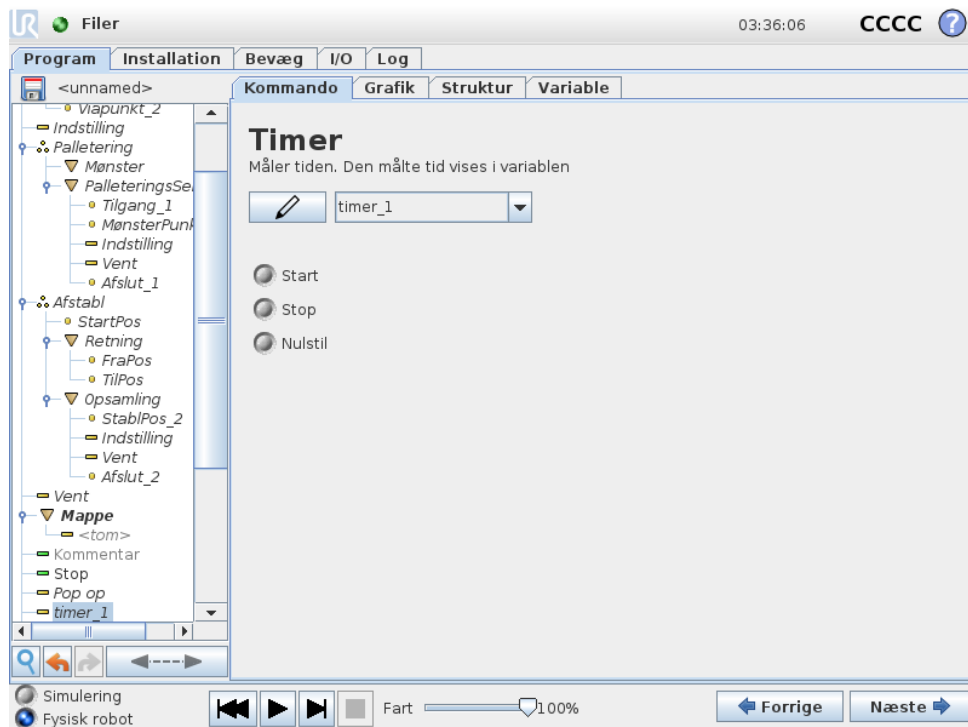 UR Filer 03:36:06 CCCC ?
Program Installation Bevæg I/O Log
<unnamed>
Kommando Grafik Struktur Variable
Viapunkt_2
Indstilling
Palletering
Mønster
PalleteringsSe
Tilgang_1
MønsterPunk
Indstilling
Vent
Afslut_1
Afstabl
StartPos
Retning
FraPos
TilPos
Opsamling
StablPos_2
Indstilling
Vent
Afslut_2
Vent
Mappe
<tom>
Kommentar
Stop
Pop op
timer_1
Timer
Måler tiden. Den målte tid vises i variablen
timer_1
Start
Stop
Nulstil
Simulering
Fysisk robot
Fart 100%
Forrige Næste